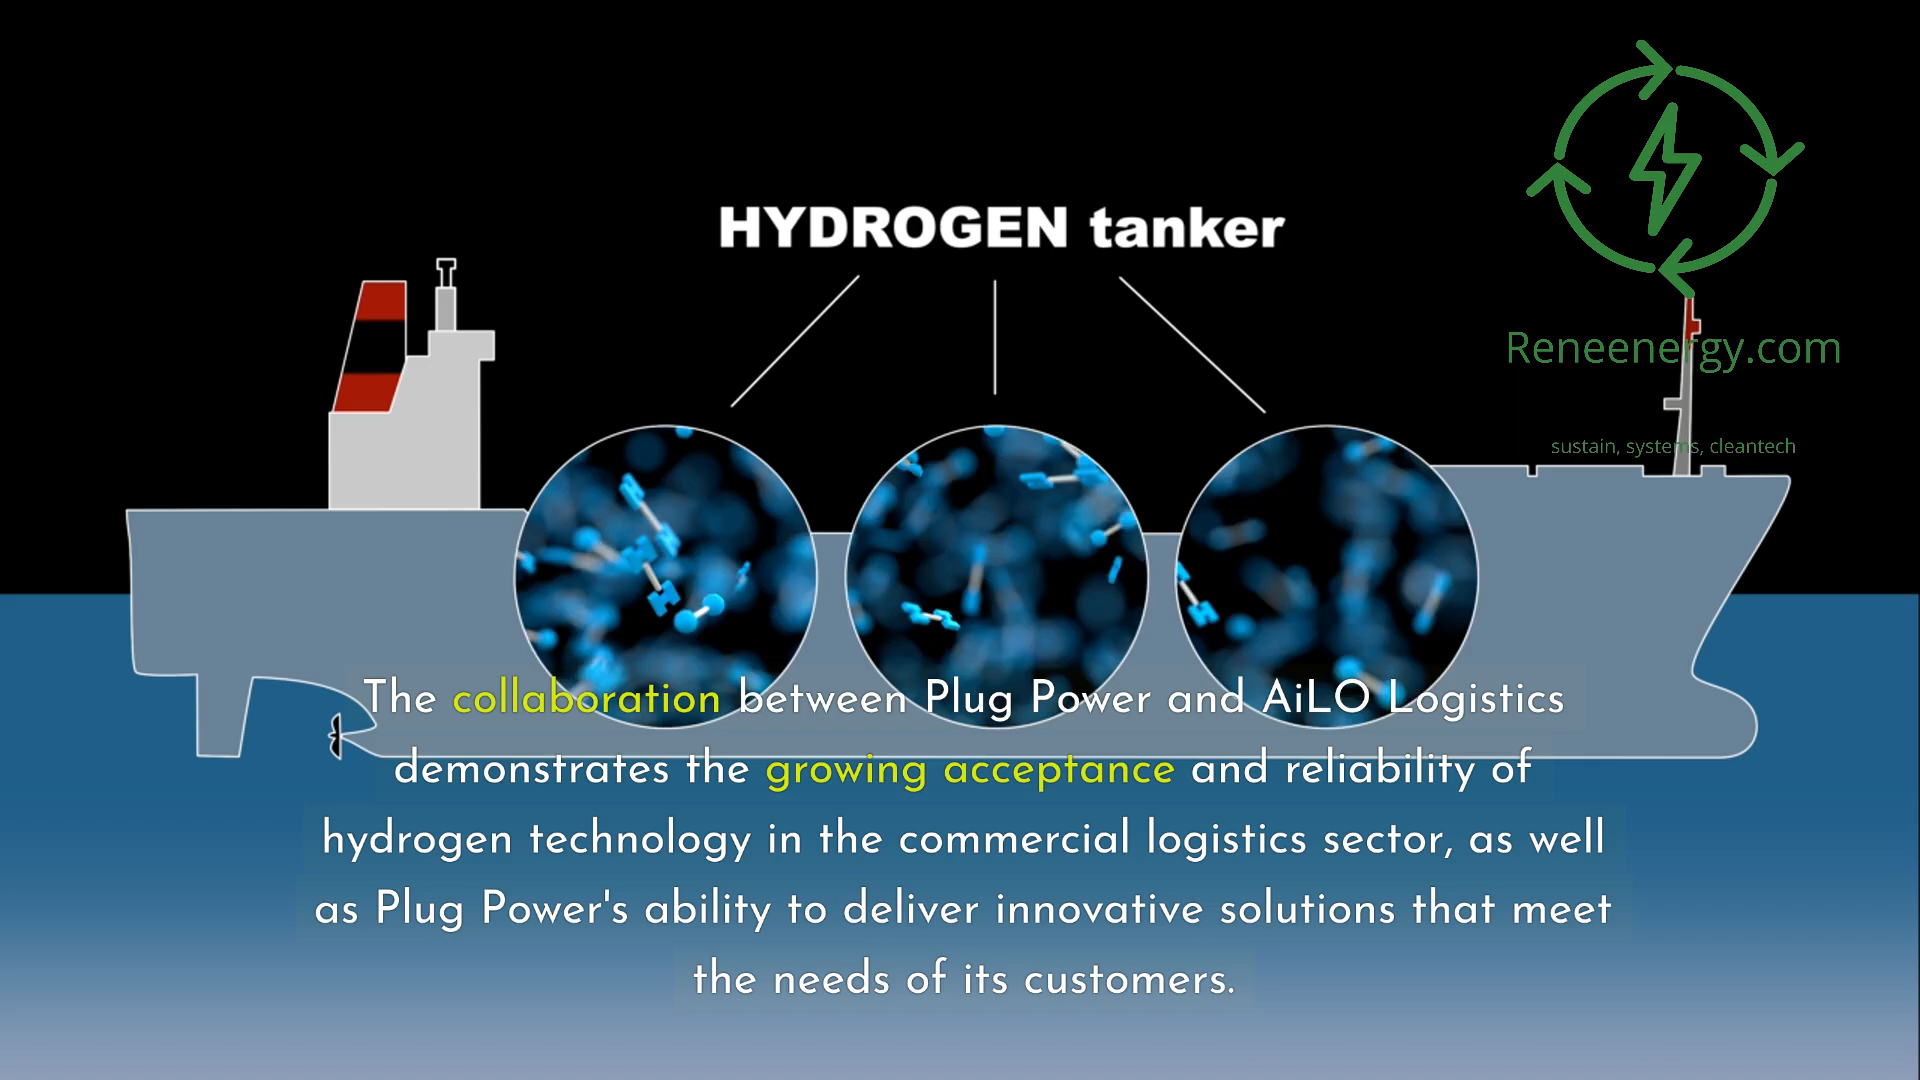 HYDROGEN tanker
Reneenergy.com
sustain, systems, cleantech
The collaboration between Plug Power and AiLO Logistics
demonstrates the growing acceptance and reliability of
hydrogen technology in the commercial logistics sector, as well
as Plug Power's ability to deliver innovative solutions that meet
the needs of its customers.